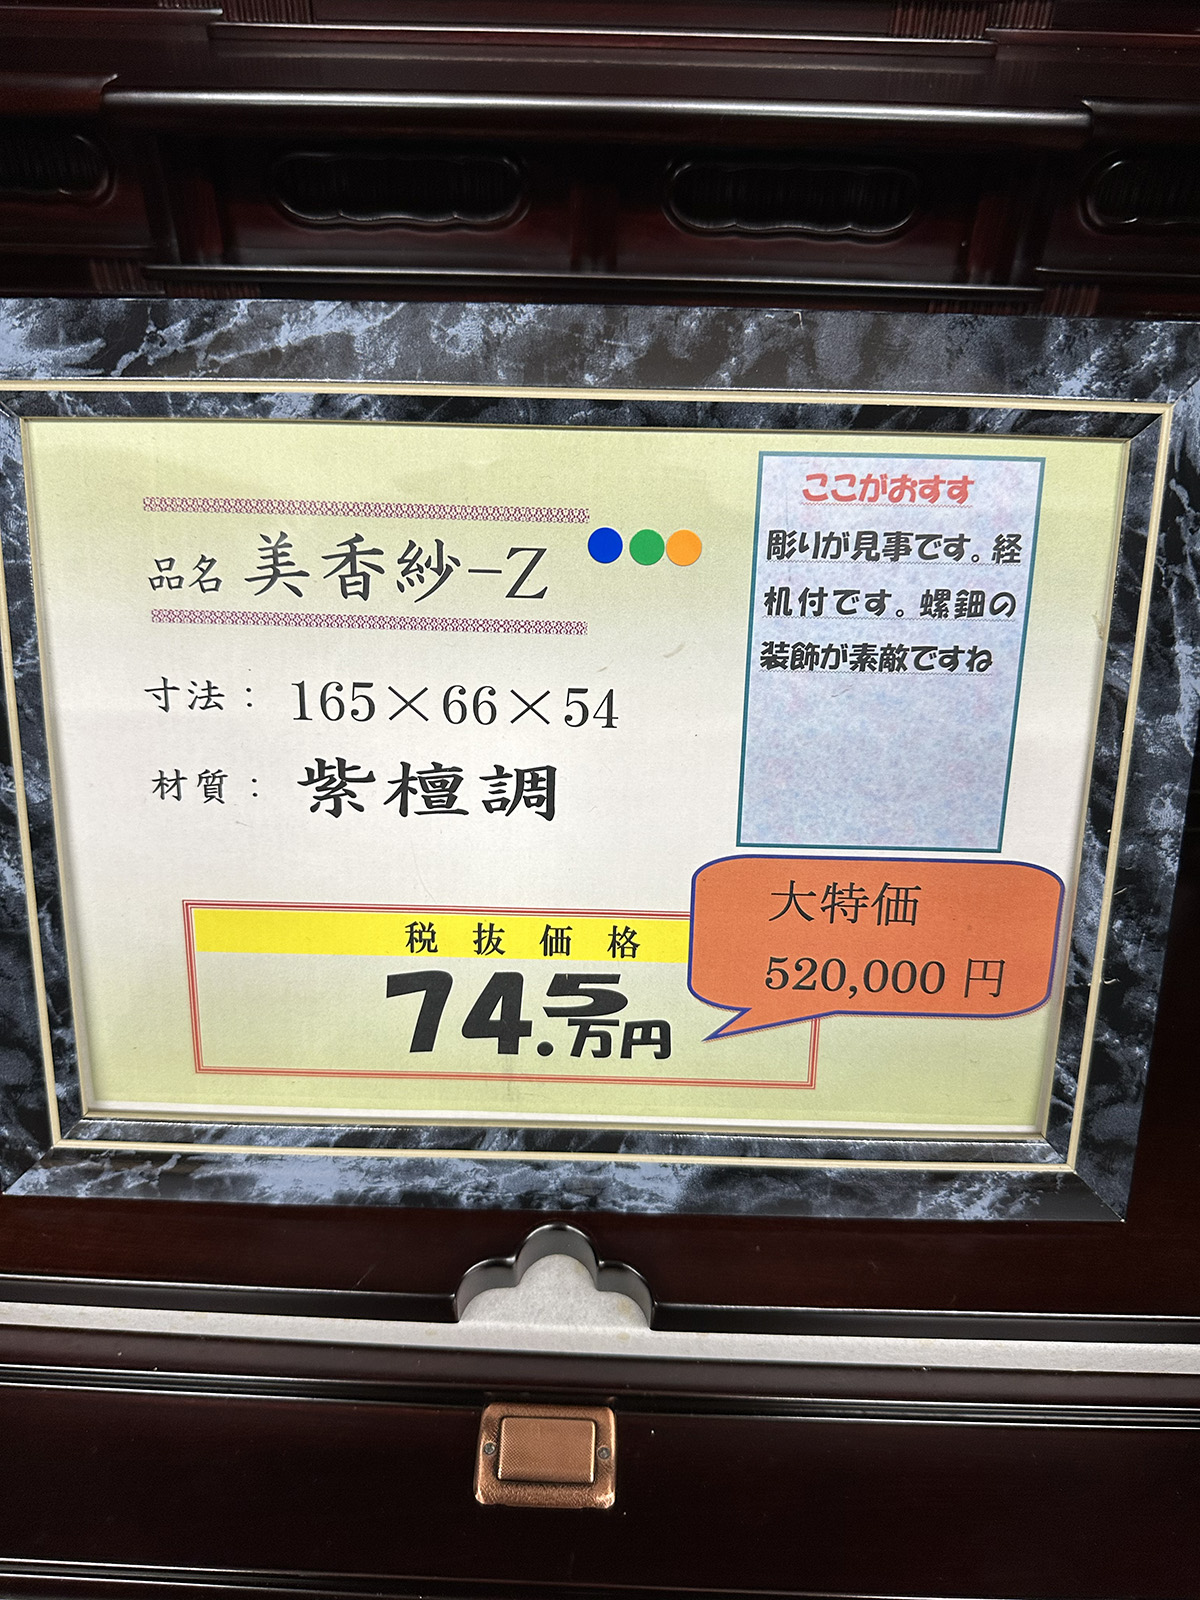 品名 美香紗-Z
寸法： 165×66×54
材質： 紫檀調
ここがおすす
彫りが見事です。経
机付です。螺鈿の
装飾が素敵ですね
税抜価格
74.5万円
大特価
520,000 円